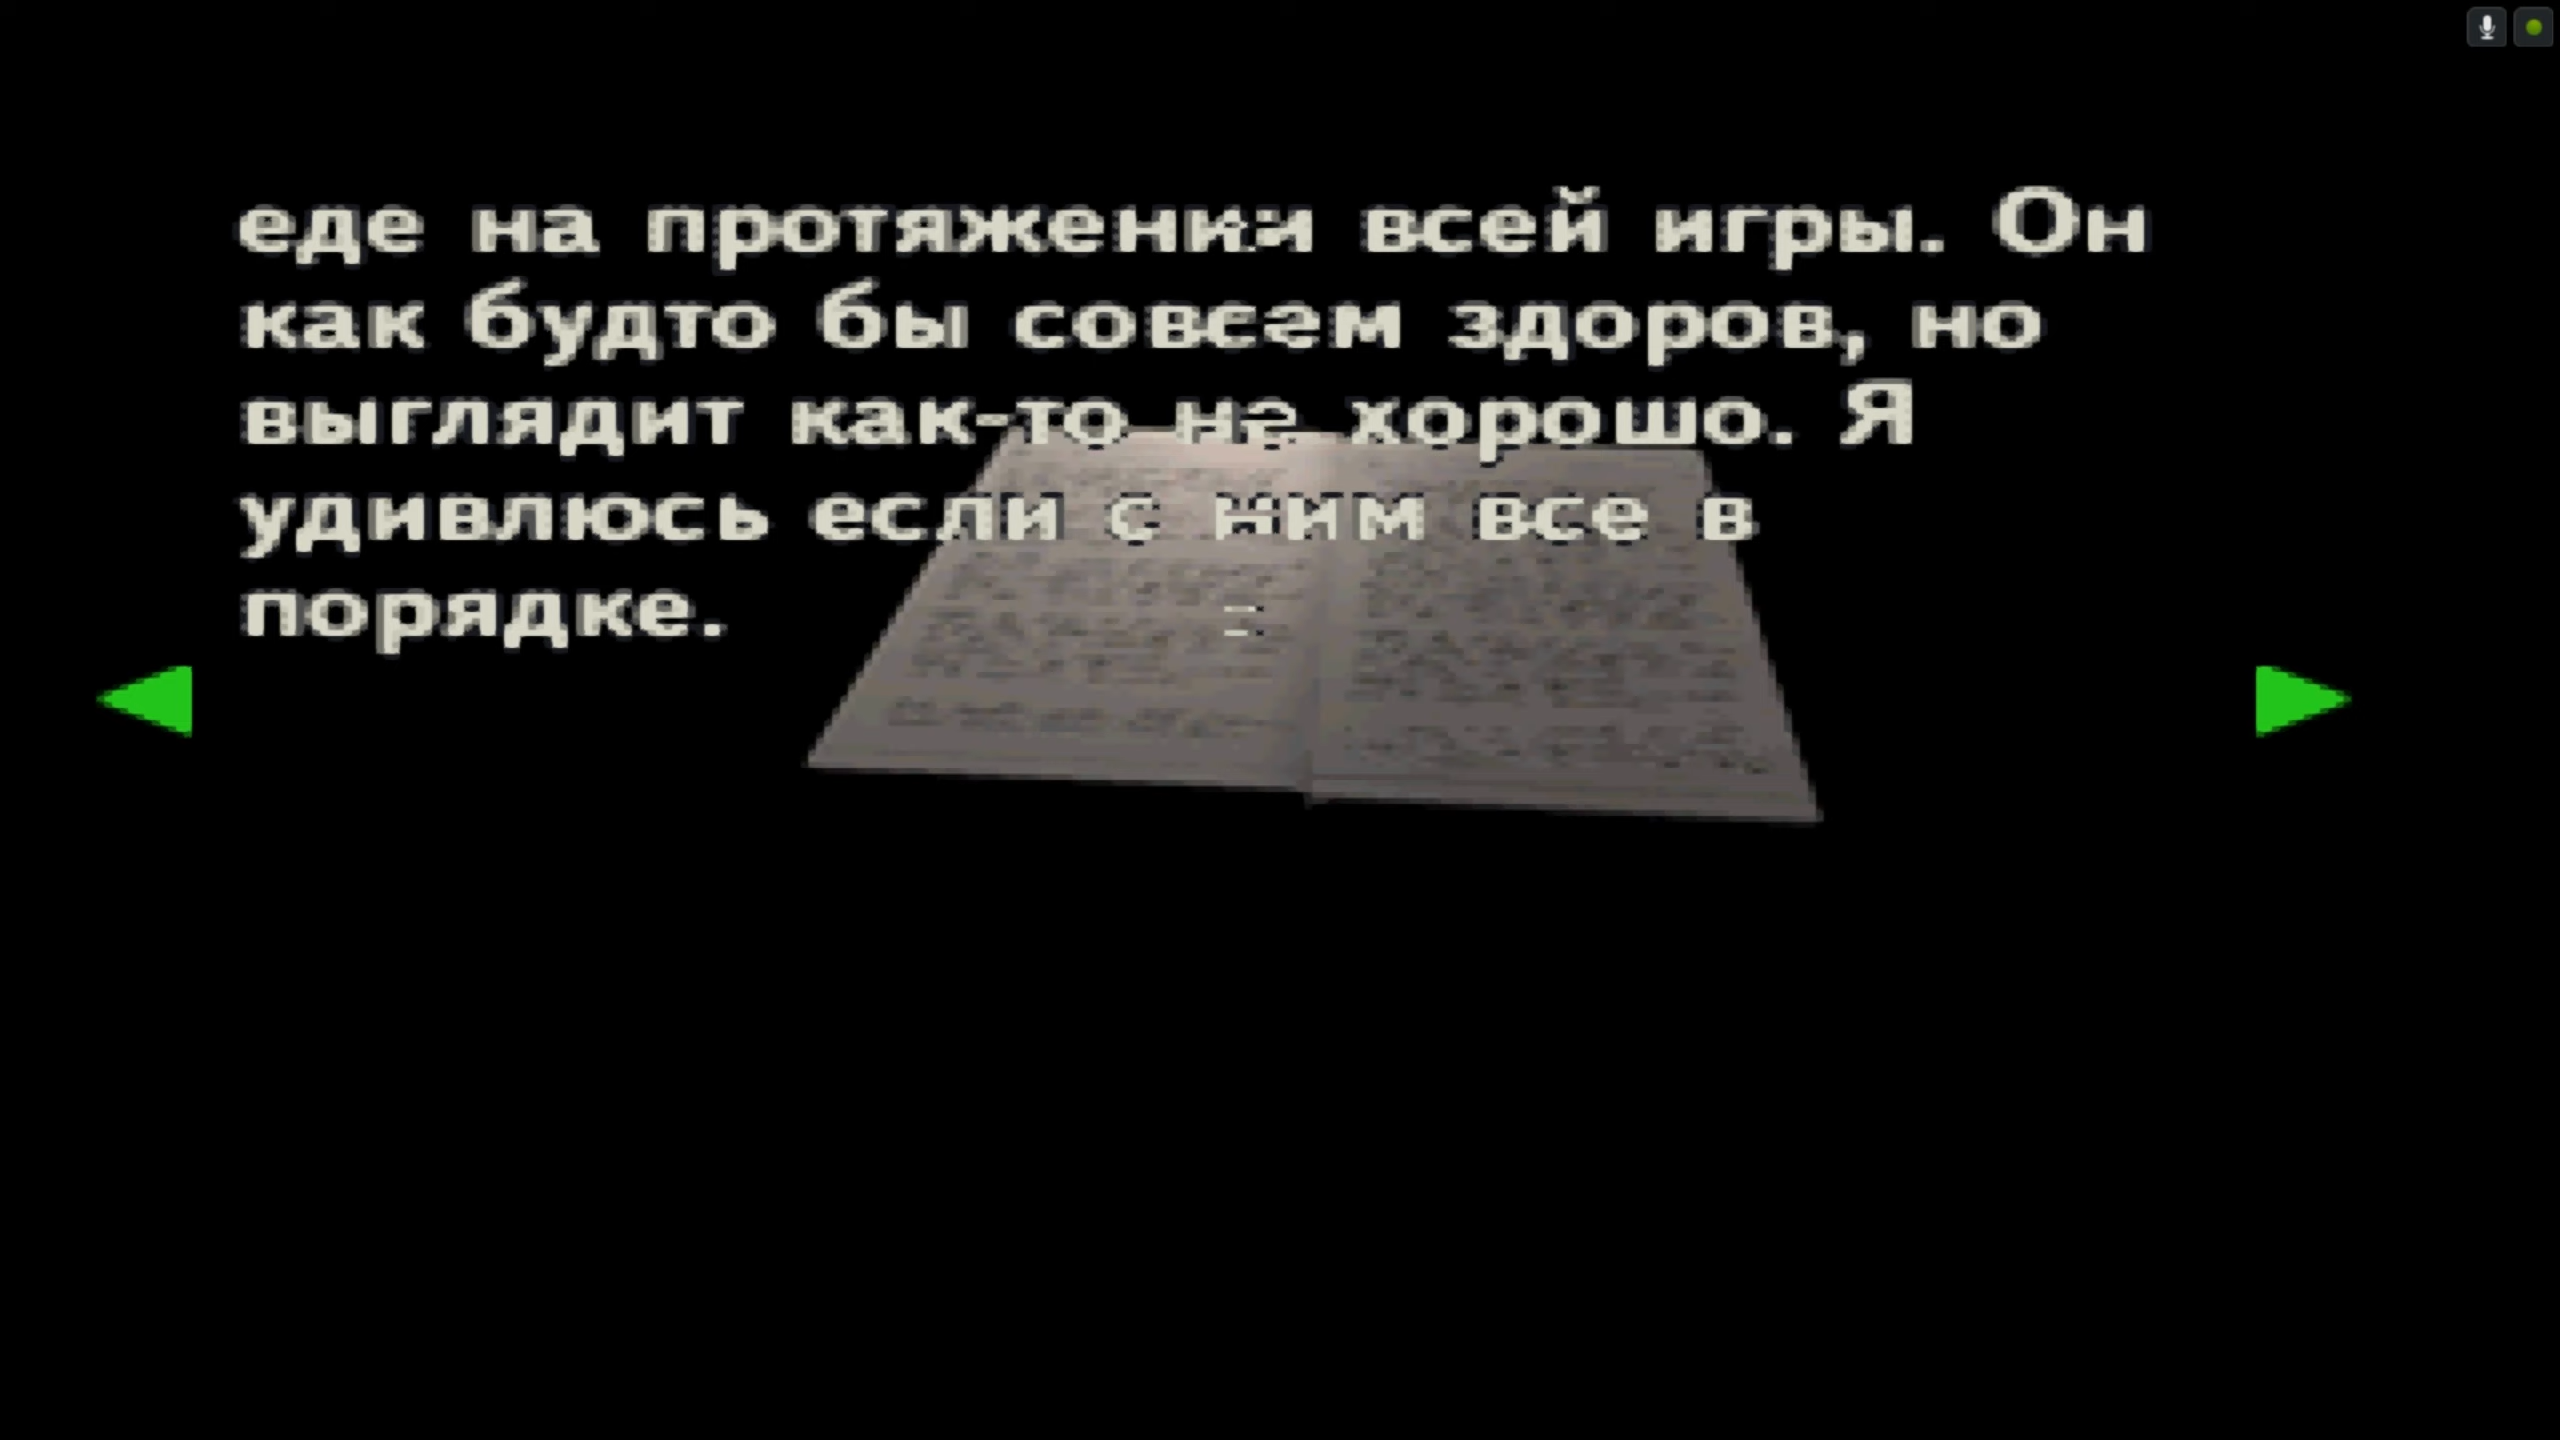 еде на протяжении всей игры. Он
как будто бы совсем здоров, но
выглядит как-то не хорошо. Я
удивлюсь если с ним все в
порядке.